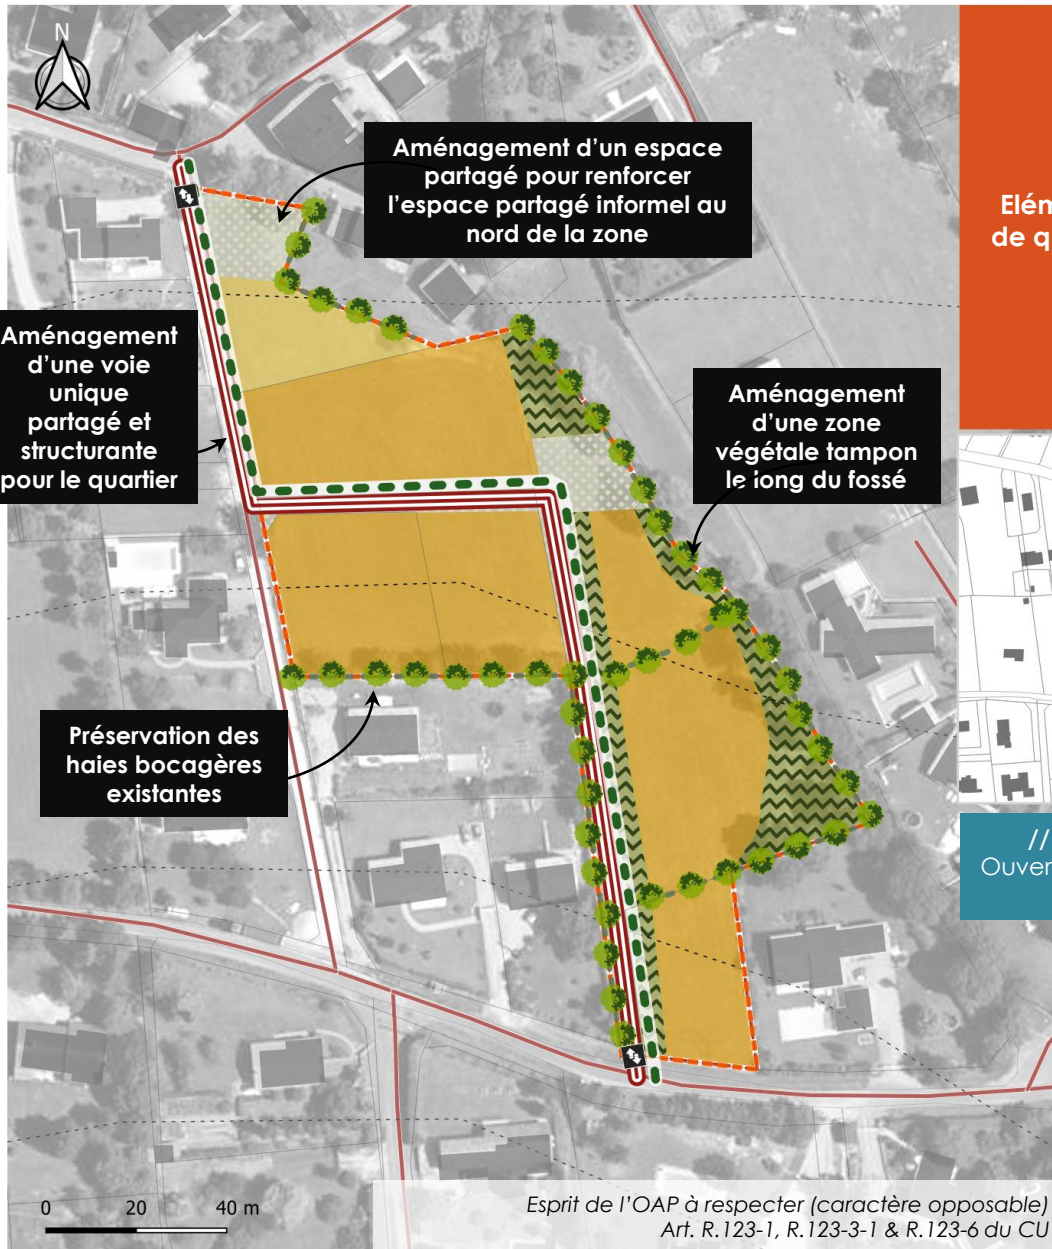 N
Aménagement d'un espace
partagé pour renforcer
l'espace partagé informel au
nord de la zone
Elém
de q
Aménagement
d'une voie
unique
partagé et
structurante
pour le quartier
Aménagement
d'une zone
végétale tampon
le long du fossé
Préservation des
haies bocagères
existantes
//
Ouver
0 20 40 m
Esprit de l'OAP à respecter (caractère opposable)
Art. R.123-1, R.123-3-1 & R.123-6 du CU